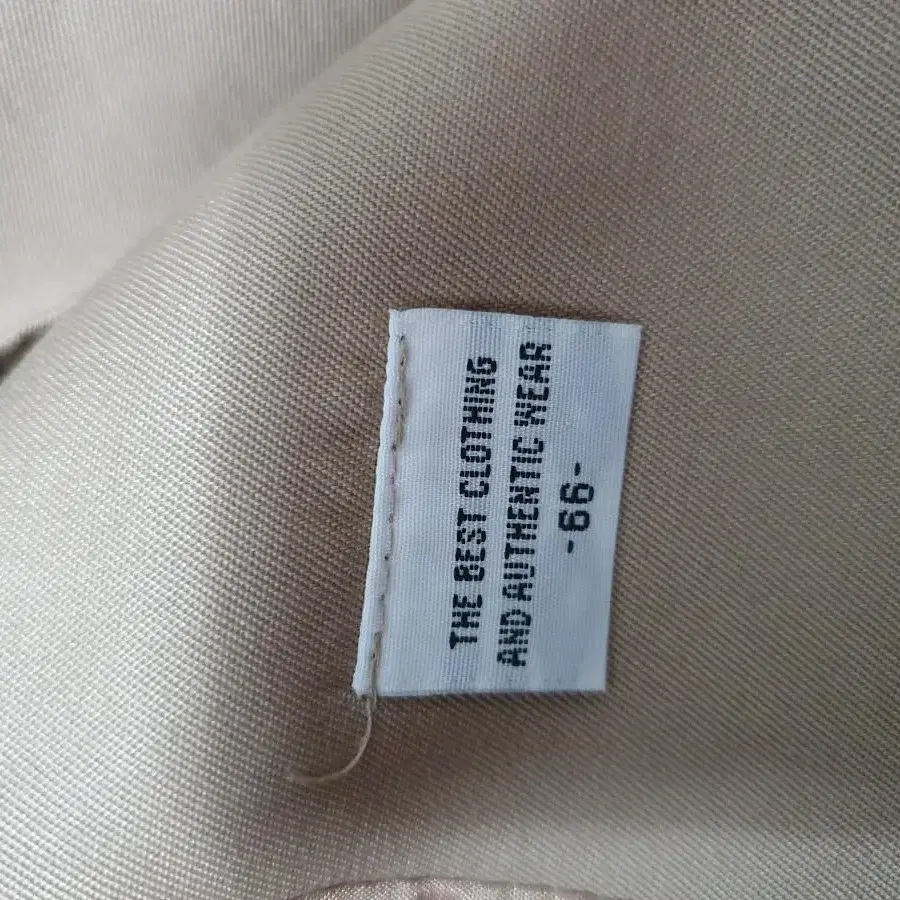 THE BEST CLOTHING
AND AUTHENTIC WEAR
-66-